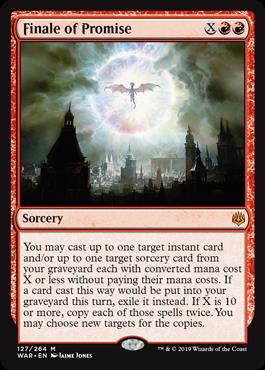 Finale of Promise XRR
Sorcery
You may cast up to one target instant card
and/or up to one target sorcery card from
your graveyard each with converted mana cost
X or less without paying their mana costs. If
a card cast this way would be put into your
graveyard this turn, exile it instead. If X is 10
or more, copy each of those spells twice. You
may choose new targets for the copies.
127/264 M
WAR • EN Jaime Jones
™ & © 2019 Wizards of the Coast